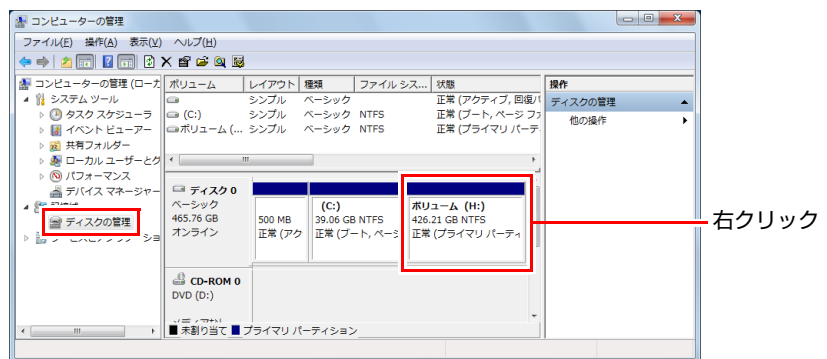 コンピューターの管理
ファイル(F) 操作(A) 表示(V) ヘルプ(H)
コンピューターの管理 (ローカ
システム ツール
タスク スケジューラ
イベント ビューアー
共有フォルダー
ローカル ユーザーとグ
パフォーマンス
デバイス マネージャー
ディスクの管理
ボリューム レイアウト 種類 ファイル シス... 状態
シンプル ベーシック 正常 (アクティブ, 回復パ
(C:) シンプル ベーシック NTFS 正常 (ブート, ページ ファ
ボリューム (... シンプル ベーシック NTFS 正常 (プライマリ パーテ
ディスク 0
ベーシック
465.76 GB
オンライン
500 MB
正常 (アク
(C:)
39.06 GB NTFS
正常 (ブート, ページ
ボリューム (H:)
426.21 GB NTFS
正常 (プライマリ パーティ
CD-ROM 0
DVD (D:)
未割り当て プライマリ パーティション
操作
ディスクの管理
他の操作
右クリック